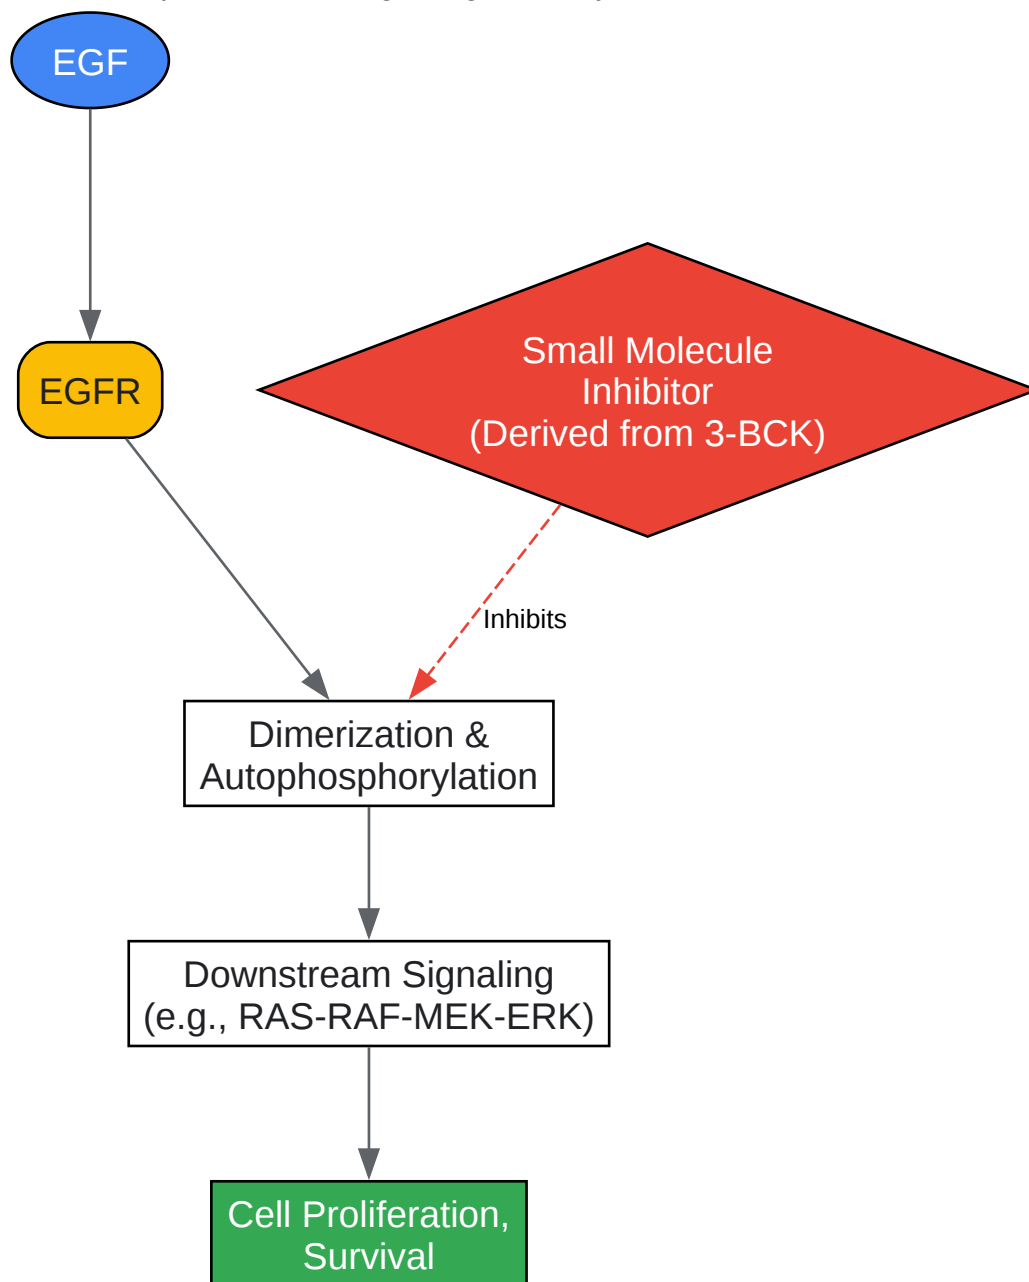 EGF
EGFR
Small Molecule
Inhibitor
(Derived from 3-BCK)
Inhibits
Dimerization &
Autophosphorylation
Downstream Signaling
(e.g., RAS-RAF-MEK-ERK)
Cell Proliferation,
Survival